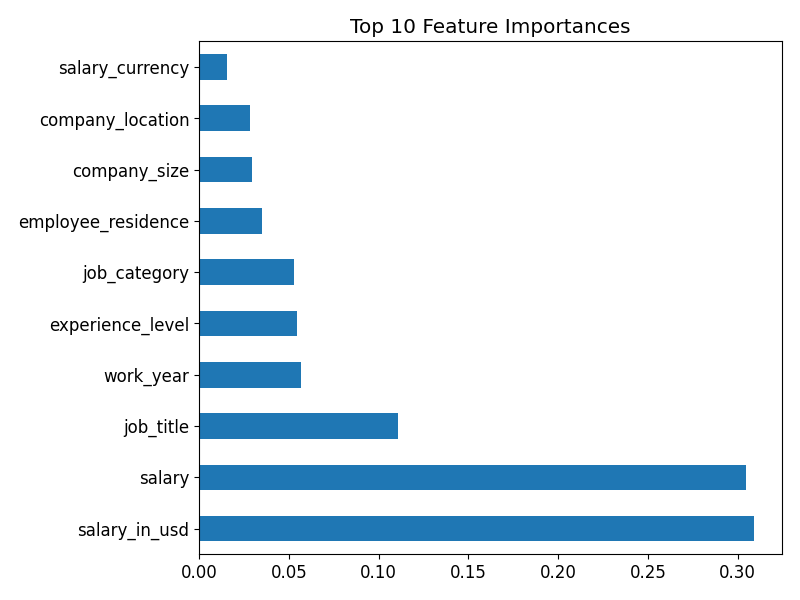 Top 10 Feature Importances
salary_currency
company_location
company_size
employee_residence
job_category
experience_level
work_year
job_title
salary
salary_in_usd
0.00 0.05 0.10 0.15 0.20 0.25 0.30